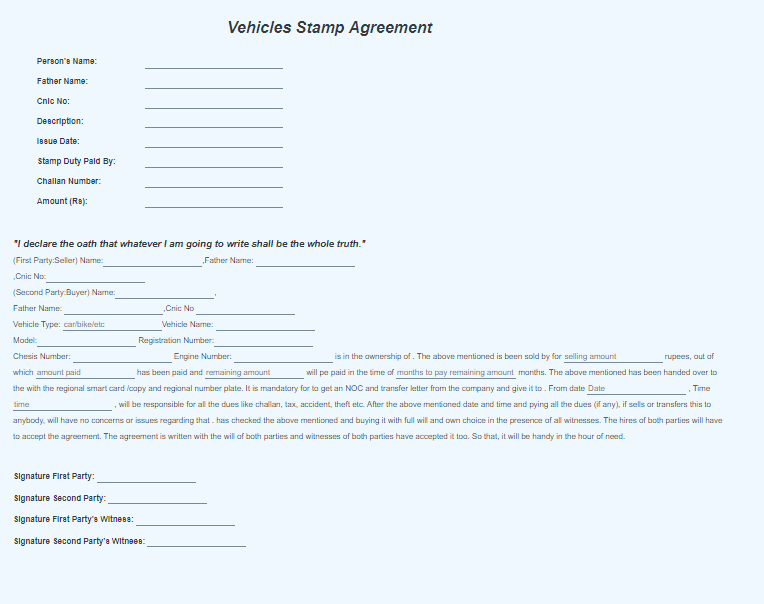 Vehicles Stamp Agreement
Person's Name:
Father Name:
Cnic No:
Description:
Issue Date:
Stamp Duty Paid By:
Challan Number:
Amount (Rs):
"I declare the oath that whatever I am going to write shall be the whole truth."
(First Party:Seller) Name: ,Father Name:
,Cnic No:
(Second Party:Buyer) Name: ,
Father Name: ,Cnic No
Vehicle Type: car/bike/etc Vehicle Name:
Model: Registration Number:
Chesis Number: Engine Number: is in the ownership of . The above mentioned is been sold by for selling amount rupees, out of
which amount paid has been paid and remaining amount will pe paid in the time of months to pay remaining amount months. The above mentioned has been handed over to
the with the regional smart card /copy and regional number plate. It is mandatory for to get an NOC and transfer letter from the company and give it to . From date Date , Time
time , will be responsible for all the dues like challan, tax, accident, theft etc. After the above mentioned date and time and pying all the dues (if any), if sells or transfers this to
anybody, will have no concerns or issues regarding that . has checked the above mentioned and buying it with full will and own choice in the presence of all witnesses. The hires of both parties will have
to accept the agreement. The agreement is written with the will of both parties and witnesses of both parties have accepted it too. So that, it will be handy in the hour of need.
Signature First Party:
Signature Second Party:
Signature First Party's Witness:
Signature Second Party's Witness: